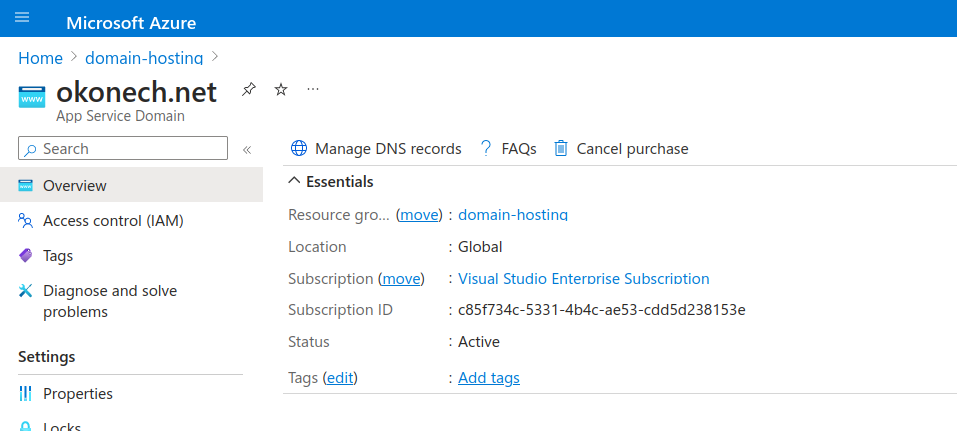 Microsoft Azure
Home > domain-hosting >
okonech.net ...
App Service Domain
Search «
Manage DNS records ? FAQs Cancel purchase
Overview
Access control (IAM)
Tags
Diagnose and solve
problems
Settings
Properties
Locks
Essentials
Resource gro... (move) : domain-hosting
Location : Global
Subscription (move) : Visual Studio Enterprise Subscription
Subscription ID : c85f734c-5331-4b4c-ae53-cdd5d238153e
Status : Active
Tags (edit) : Add tags